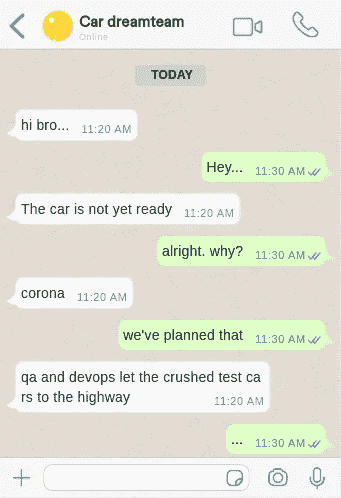 Car dreamteam
Online
TODAY
hi bro... 11:20 AM
Hey... 11:30 AM
The car is not yet ready 11:20 AM
alright. why? 11:30 AM
corona 11:20 AM
we've planned that 11:30 AM
qa and devops let the crushed test ca
rs to the highway 11:20 AM
... 11:30 AM